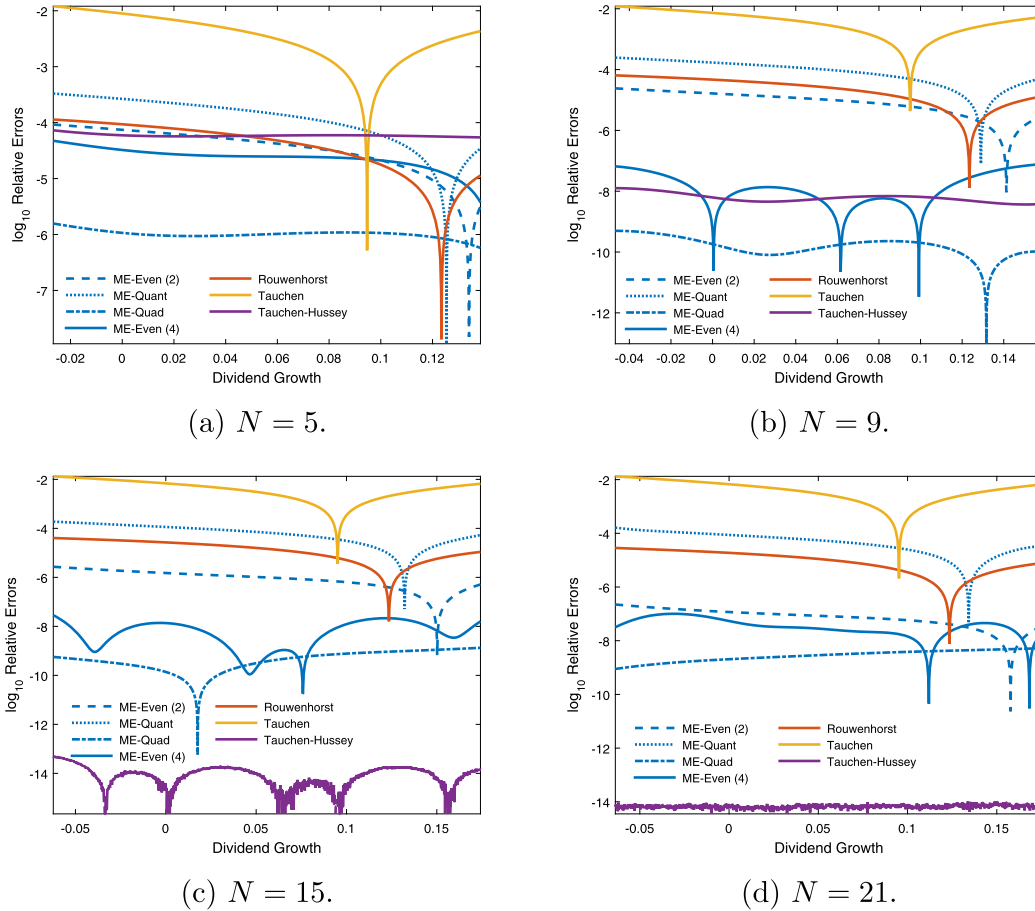 -2
-3
-4
-5
-6
-7
log10 Relative Errors
ME-Even (2)
ME-Quant
ME-Quad
ME-Even (4)
Rouwenhorst
Tauchen
Tauchen-Hussey
-0.02 0 0.02 0.04 0.06 0.08 0.1 0.12
Dividend Growth
(a) N = 5.
-2
-4
-6
-8
-10
-12
log10 Relative Errors
ME-Even (2)
ME-Quant
ME-Quad
ME-Even (4)
Rouwenhorst
Tauchen
Tauchen-Hussey
-0.04 -0.02 0 0.02 0.04 0.06 0.08 0.1 0.12 0.14
Dividend Growth
(b) N = 9.
-2
-4
-6
-8
-10
-12
-14
log10 Relative Errors
ME-Even (2)
ME-Quant
ME-Quad
ME-Even (4)
Rouwenhorst
Tauchen
Tauchen-Hussey
-0.05 0 0.05 0.1 0.15
Dividend Growth
(c) N = 15.
-2
-4
-6
-8
-10
-12
-14
log10 Relative Errors
ME-Even (2)
ME-Quant
ME-Quad
ME-Even (4)
Rouwenhorst
Tauchen
Tauchen-Hussey
-0.05 0 0.05 0.1 0.15
Dividend Growth
(d) N = 21.